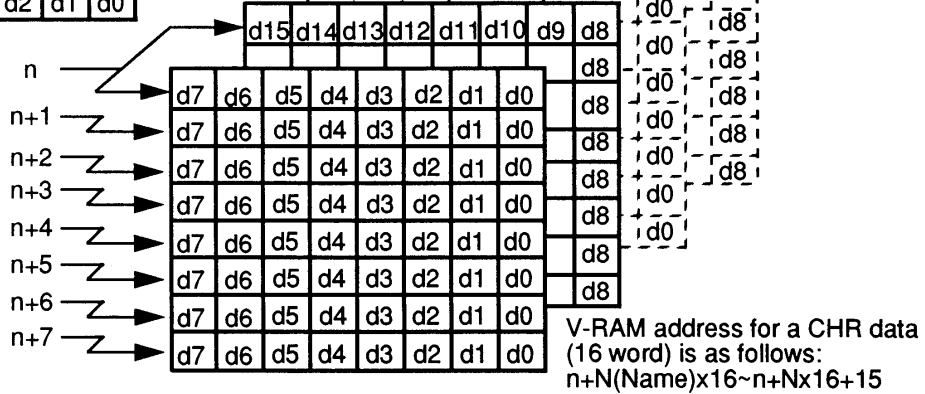 d2 d1 d0
d0
d8
d15 d14 d13 d12 d11 d10 d9 d8
d0
d8
n
d8
d7 d6 d5 d4 d3 d2 d1 d0
d0
d8
d8
n+1
d7 d6 d5 d4 d3 d2 d1 d0
d0
d8
d8
n+2
d7 d6 d5 d4 d3 d2 d1 d0
d0
d8
d8
n+3
d7 d6 d5 d4 d3 d2 d1 d0
d0
d8
n+4
d7 d6 d5 d4 d3 d2 d1 d0
d0
d8
n+5
d7 d6 d5 d4 d3 d2 d1 d0
d8
n+6
d7 d6 d5 d4 d3 d2 d1 d0
n+7
d7 d6 d5 d4 d3 d2 d1 d0
V-RAM address for a CHR data
(16 word) is as follows:
n+N(Name)x16~n+Nx16+15